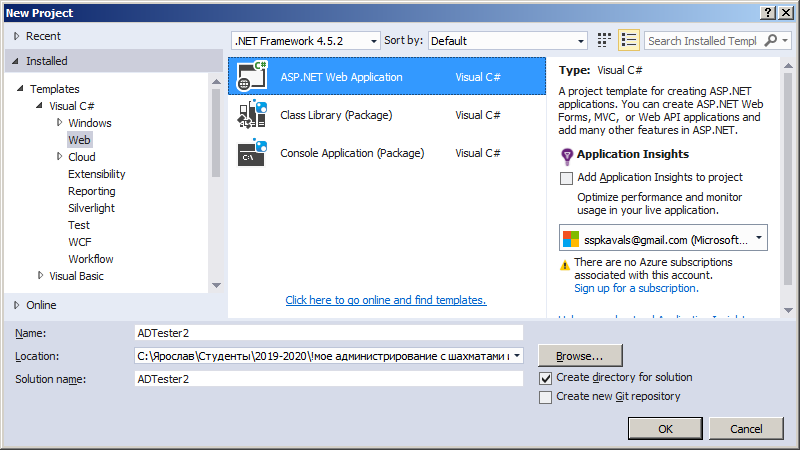 New Project
Recent
Installed
Templates
Visual C#
Windows
Web
Cloud
Extensibility
Reporting
Silverlight
Test
WCF
Workflow
Visual Basic
Online
.NET Framework 4.5.2
Sort by: Default
Search Installed Templ
ASP.NET Web Application Visual C#
Class Library (Package) Visual C#
Console Application (Package) Visual C#
Click here to go online and find templates.
Type: Visual C#
A project template for creating ASP.NET
applications. You can create ASP.NET Web
Forms, MVC, or Web API applications and
add many other features in ASP.NET.
Application Insights
Add Application Insights to project
Optimize performance and monitor
usage in your live application.
sspkavals@gmail.com (Microsoft...
There are no Azure subscriptions
associated with this account.
Sign up for a subscription.
Name: ADTester2
Location: C:\Ярослав\Студенты\2019-2020\!мое администрирование с шахматами
Browse...
Solution name: ADTester2
Create directory for solution
Create new Git repository
OK
Cancel